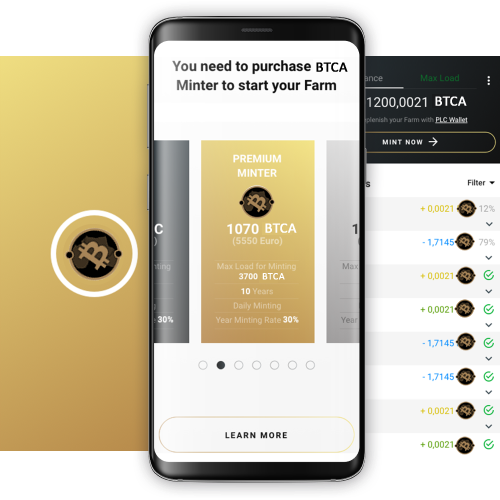 You need to purchase BTCA
Minter to start your Farm
PREMIUM
MINTER
1070 BTCA
(5550 Euro)
Max Load for Minting
3700 BTCA
10 Years
Daily Minting
Year Minting Rate 30%
C
)
nting
30%
1
Max
Year
LEARN MORE
ance
Max Load
1200,0021 BTCA
plenish your Farm with PLC Wallet
MINT NOW →
s
Filter
+ 0,0021 12%
- 1,7145 79%
+ 0,0021
+ 0,0021
- 1,7145
- 1,7145
+ 0,0021
+ 0,0021